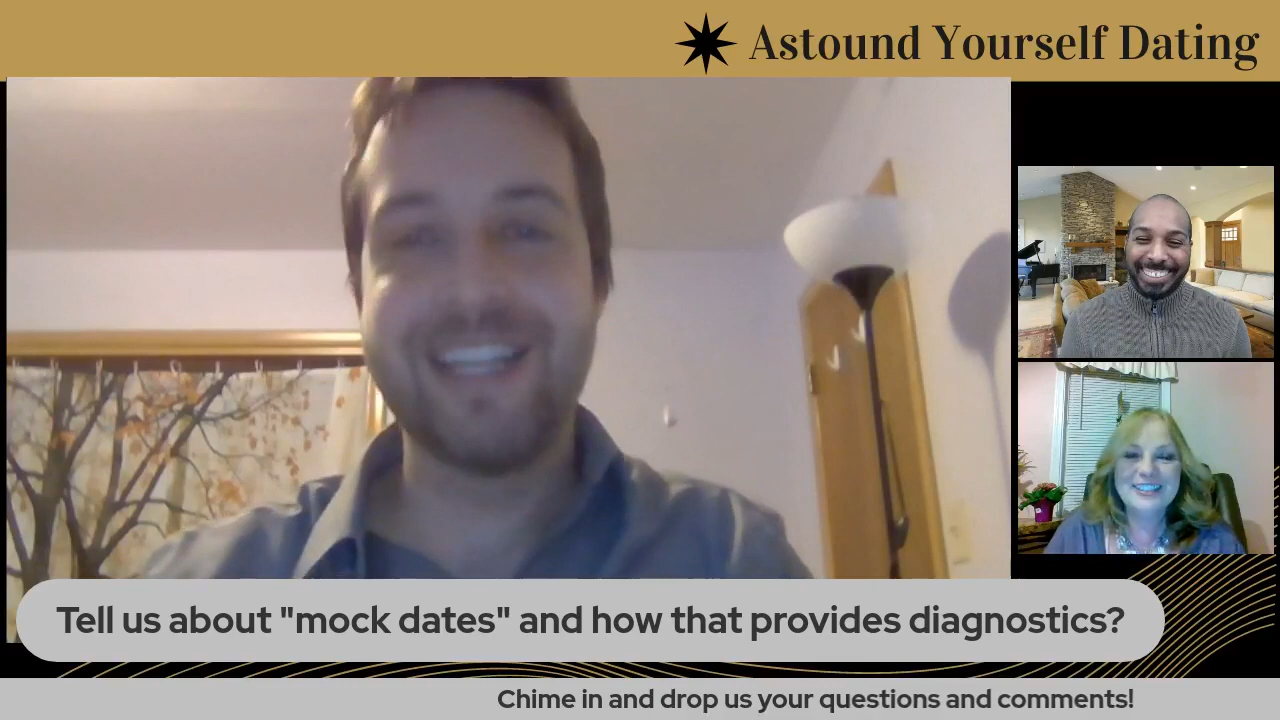 Astound Yourself Dating
Tell us about "mock dates" and how that provides diagnostics?
Chime in and drop us your questions and comments!